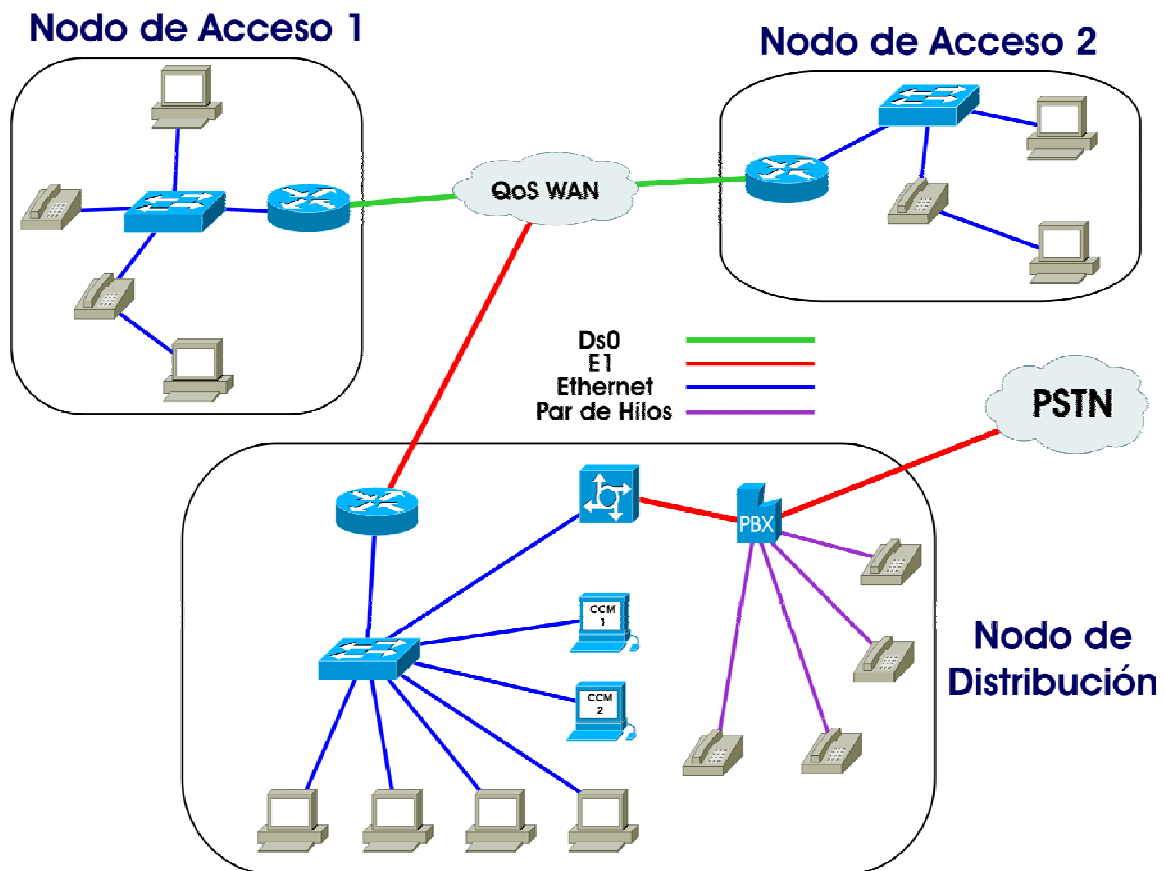 Nodo de Acceso 1
Nodo de Acceso 2
QoS WAN
Ds0
E1
Ethernet
Par de Hilos
PSTN
PBX
CCM
1
CCM
2
Nodo de
Distribución